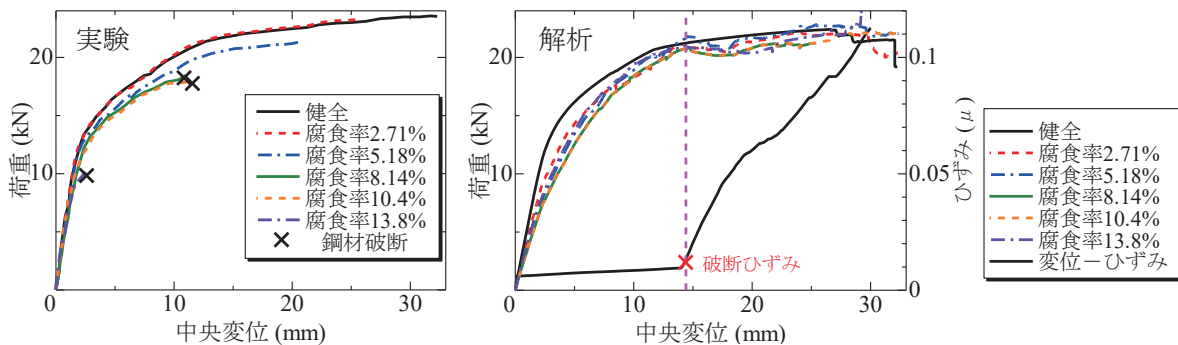 実験
荷重 (kN)
20
10
0
健全
腐食率2.71%
腐食率5.18%
腐食率8.14%
腐食率10.4%
腐食率13.8%
鋼材破断
0 10 20 30
中央変位 (mm)
解析
荷重 (kN)
20
10
0.1
0.05
0
ひずみ (μ)
破断ひずみ
0 10 20 30
中央変位 (mm)
健全
腐食率2.71%
腐食率5.18%
腐食率8.14%
腐食率10.4%
腐食率13.8%
変位−ひずみ